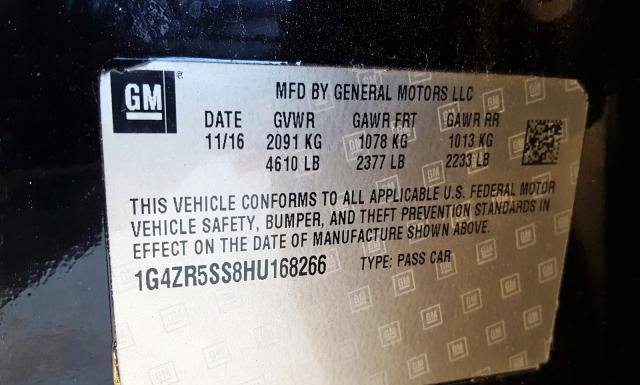 GM
MFD BY GENERAL MOTORS LLC
DATE GVWR GAWR FRT GAWR RR
11/16 2091 KG 1078 KG 1013 KG
4610 LB 2377 LB 2233 LB
THIS VEHICLE CONFORMS TO ALL APPLICABLE U.S. FEDERAL MOTOR
VEHICLE SAFETY, BUMPER, AND THEFT PREVENTION STANDARDS IN
EFFECT ON THE DATE OF MANUFACTURE SHOWN ABOVE.
1G4ZR5SS8HU168266 TYPE: PASS CAR